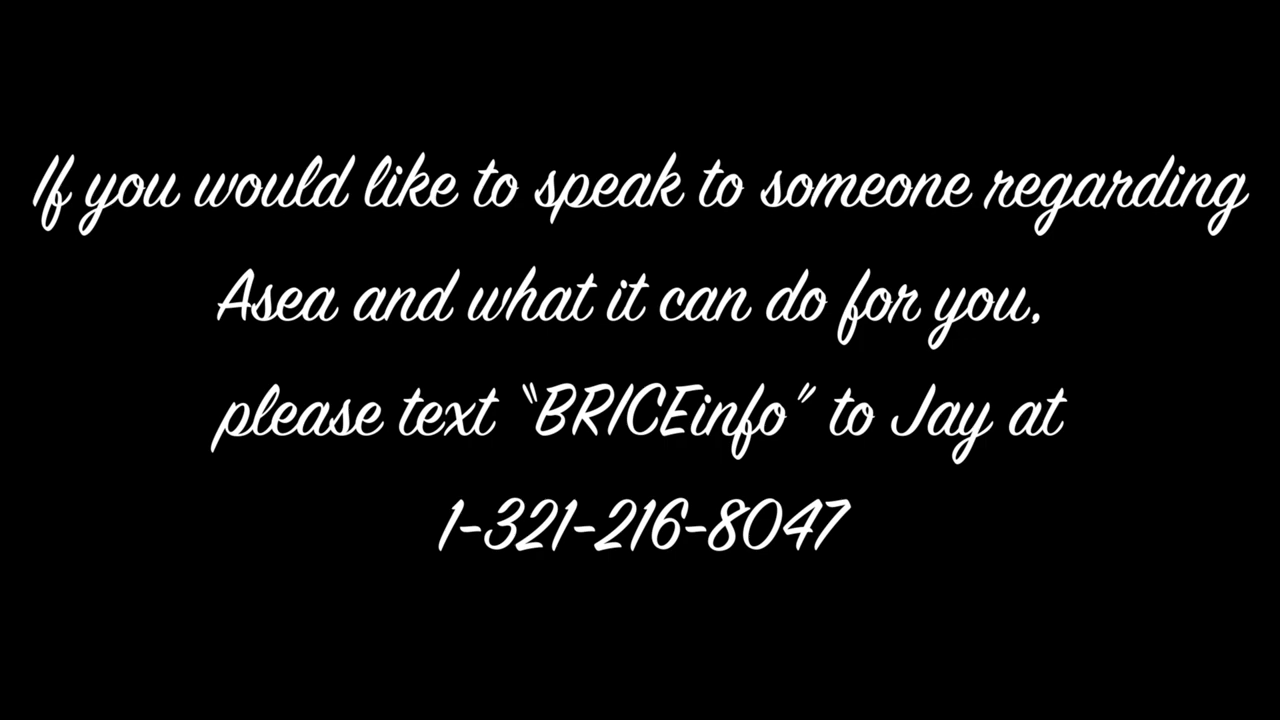 If you would like to speak to someone regarding
Asea and what it can do for you,
please text “BRICEinfo” to Jay at
1-321-216-8047